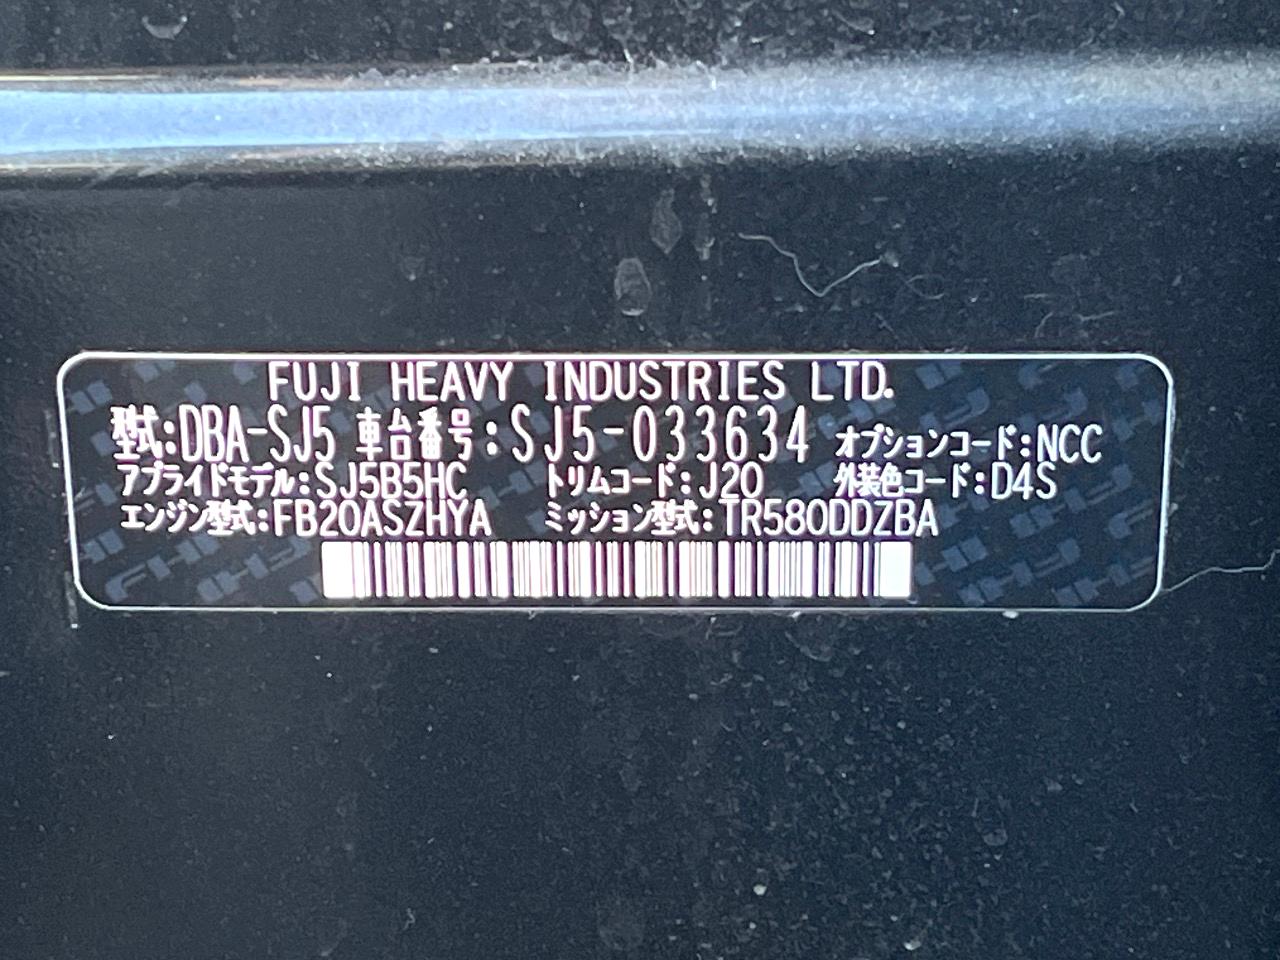 FUJI HEAVY INDUSTRIES LTD.
型式:DBA-SJ5 車台番号:SJ5-033634 オプションコード:NCC
アプライドモデル:SJ5B5HC トリムコード:J20 外装色コード:D4S
エンジン型式:FB20ASZHYA ミッション型式:TR580DDZBA